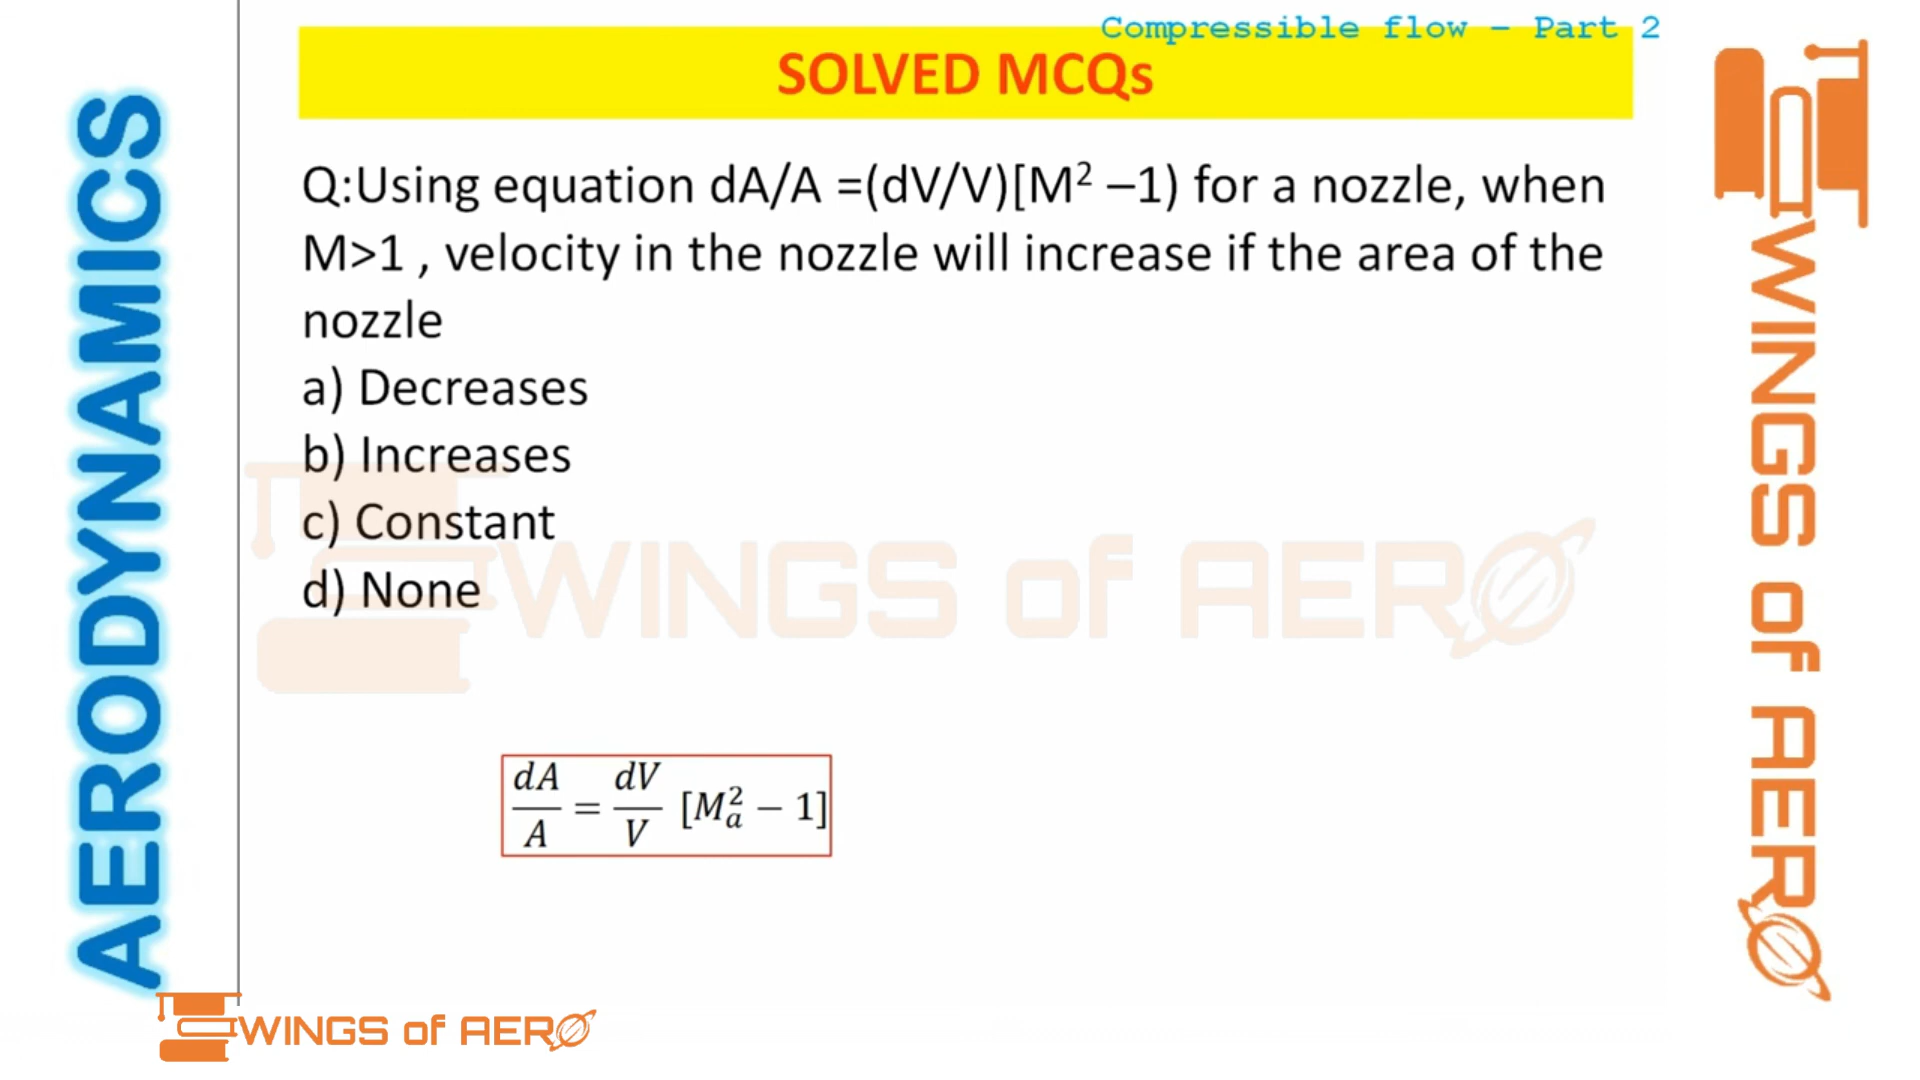 Compressible flow – Part 2
SOLVED MCQs
Q:Using equation dA/A =(dV/V)[M² –1) for a nozzle, when
M>1 , velocity in the nozzle will increase if the area of the
nozzle
a) Decreases
b) Increases
c) Constant
d) None
WINGS of AERO
dA/A = dV/V [Mₐ² − 1]
AERODYNAMICS
WINGS of AERO
WINGS of AERO